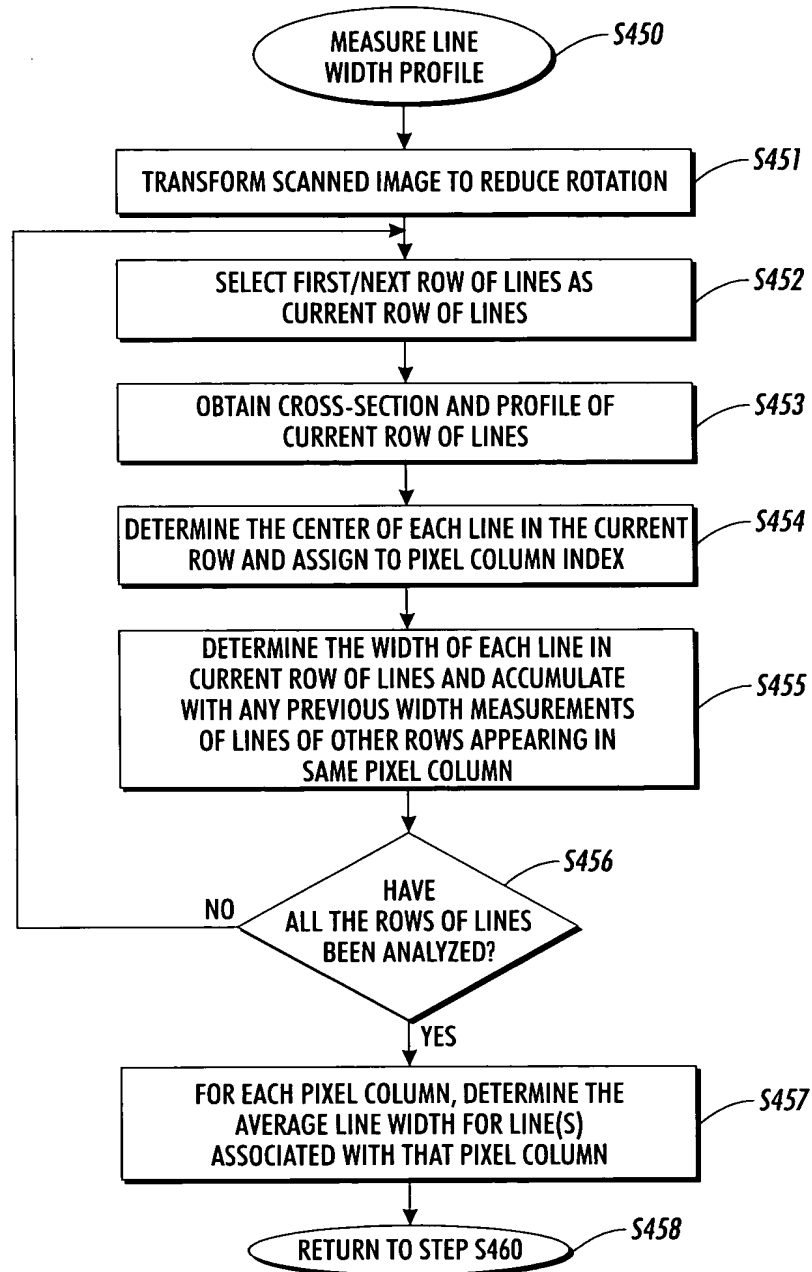 MEASURE LINE
WIDTH PROFILE
S450
TRANSFORM SCANNED IMAGE TO REDUCE ROTATION
S451
SELECT FIRST/NEXT ROW OF LINES AS
CURRENT ROW OF LINES
S452
OBTAIN CROSS-SECTION AND PROFILE OF
CURRENT ROW OF LINES
S453
DETERMINE THE CENTER OF EACH LINE IN THE CURRENT
ROW AND ASSIGN TO PIXEL COLUMN INDEX
S454
DETERMINE THE WIDTH OF EACH LINE IN
CURRENT ROW OF LINES AND ACCUMULATE
WITH ANY PREVIOUS WIDTH MEASUREMENTS
OF LINES OF OTHER ROWS APPEARING IN
SAME PIXEL COLUMN
S455
HAVE
ALL THE ROWS OF LINES
BEEN ANALYZED?
S456
NO
YES
FOR EACH PIXEL COLUMN, DETERMINE THE
AVERAGE LINE WIDTH FOR LINE(S)
ASSOCIATED WITH THAT PIXEL COLUMN
S457
RETURN TO STEP S460
S458